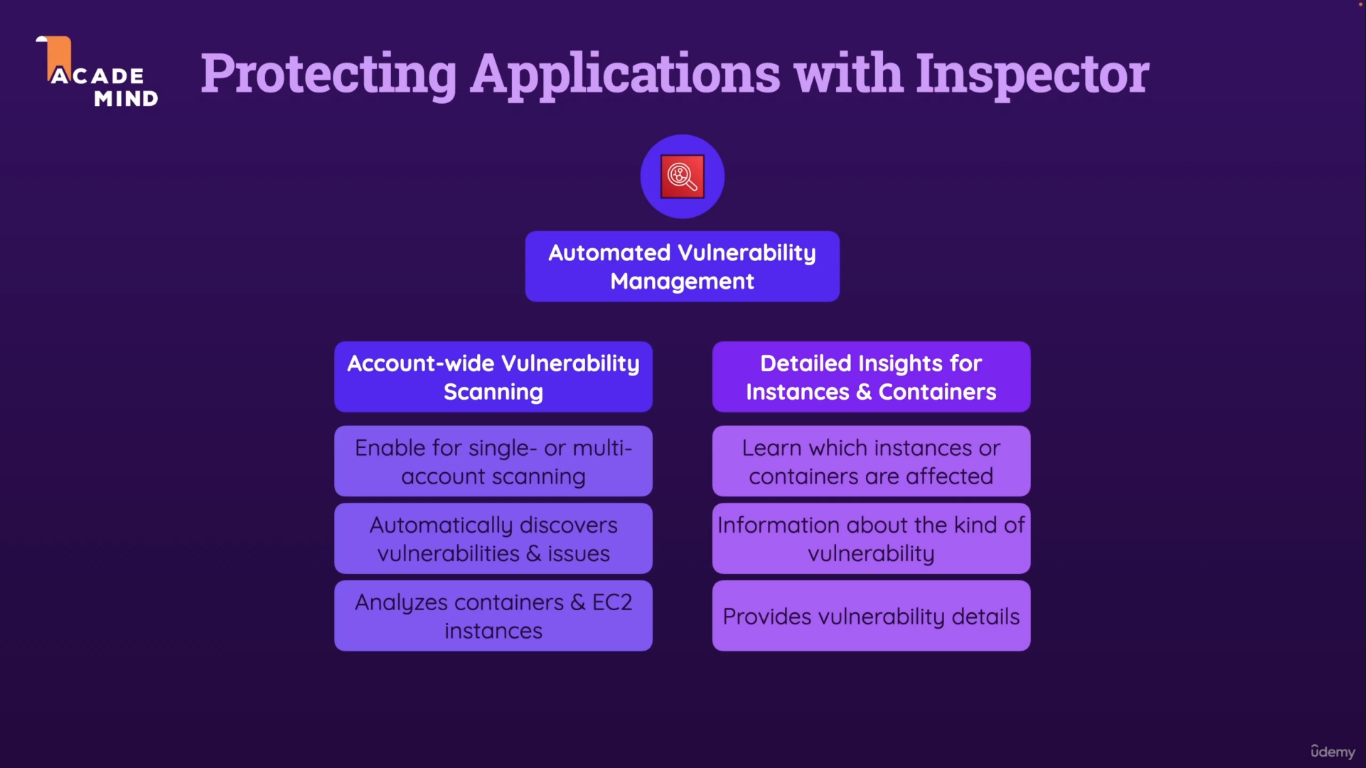 ACADE
MIND
Protecting Applications with Inspector
Automated Vulnerability
Management
Account-wide Vulnerability
Scanning
Enable for single- or multi-
account scanning
Automatically discovers
vulnerabilities & issues
Analyzes containers & EC2
instances
Detailed Insights for
Instances & Containers
Learn which instances or
containers are affected
Information about the kind of
vulnerability
Provides vulnerability details
ûdemy